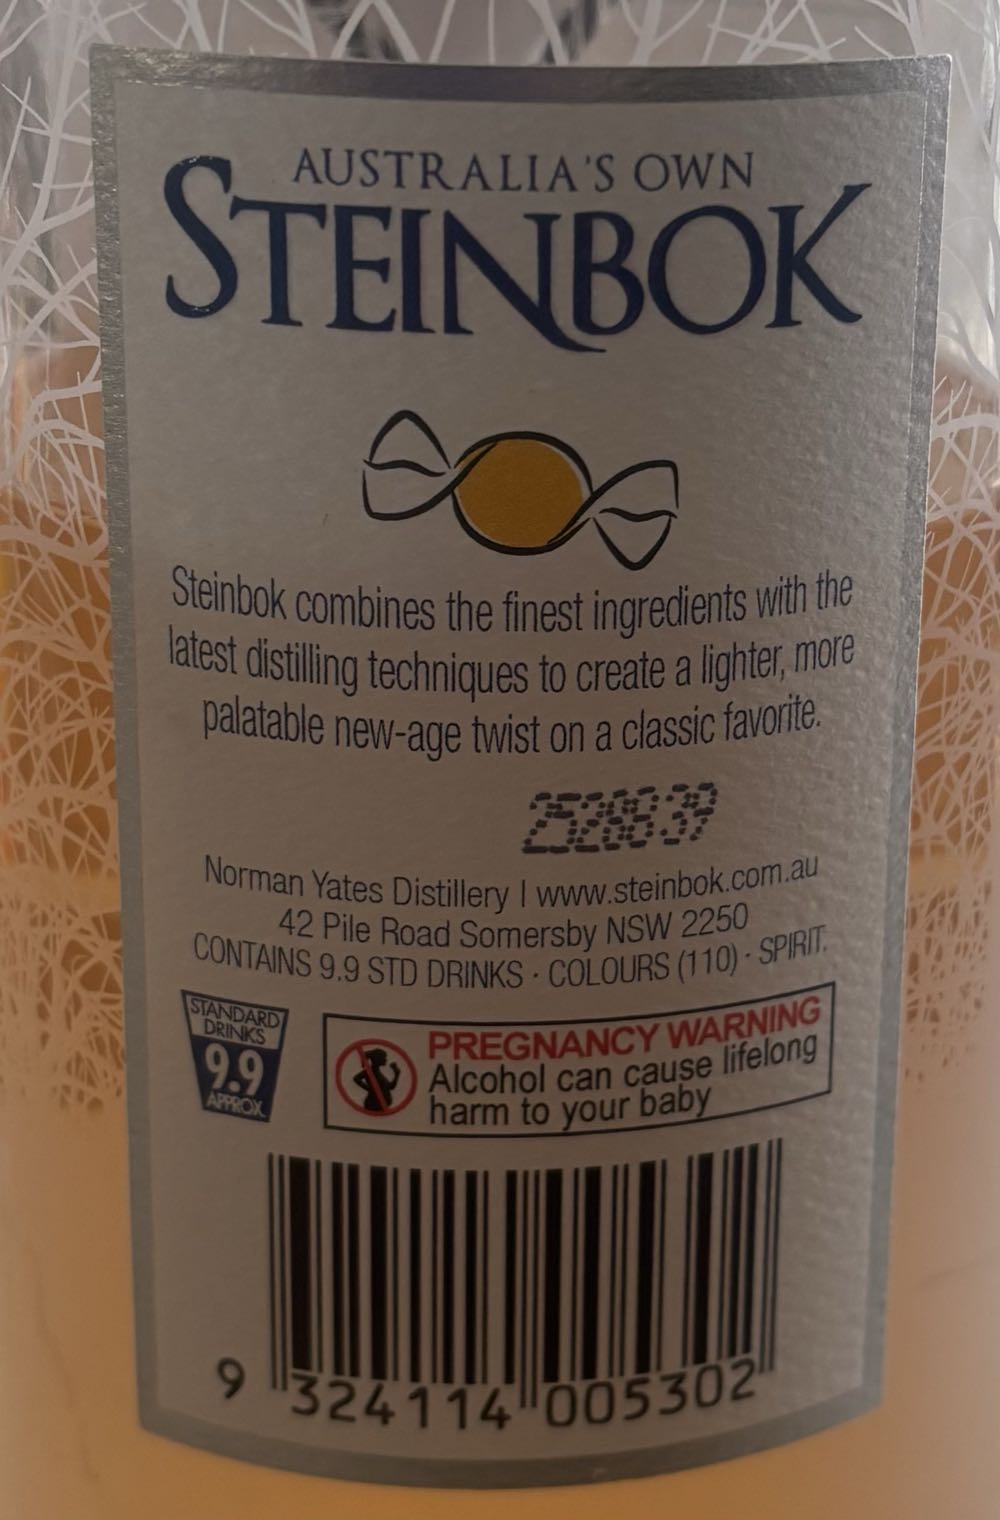 AUSTRALIA'S OWN
STEINBOK
Steinbok combines the finest ingredients with the
latest distilling techniques to create a lighter, more
palatable new-age twist on a classic favorite.
Norman Yates Distillery | www.steinbok.com.au
42 Pile Road Somersby NSW 2250
CONTAINS 9.9 STD DRINKS · COLOURS (110) · SPIRIT.
STANDARD
DRINKS
9.9
APPROX.
PREGNANCY WARNING
Alcohol can cause lifelong
harm to your baby
9 324114 005302